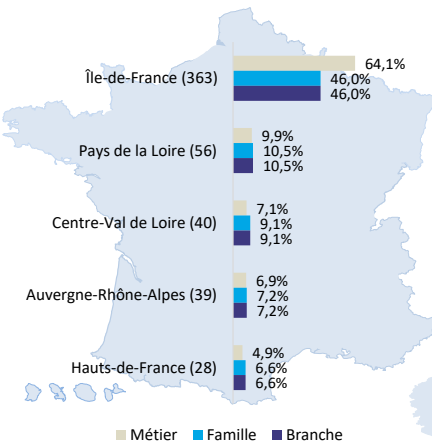 64,1%
Île-de-France (363) 46,0%
46,0%
9,9%
Pays de la Loire (56) 10,5%
10,5%
7,1%
Centre-Val de Loire (40) 9,1%
9,1%
6,9%
Auvergne-Rhône-Alpes (39) 7,2%
7,2%
4,9%
Hauts-de-France (28) 6,6%
6,6%
Métier Famille Branche